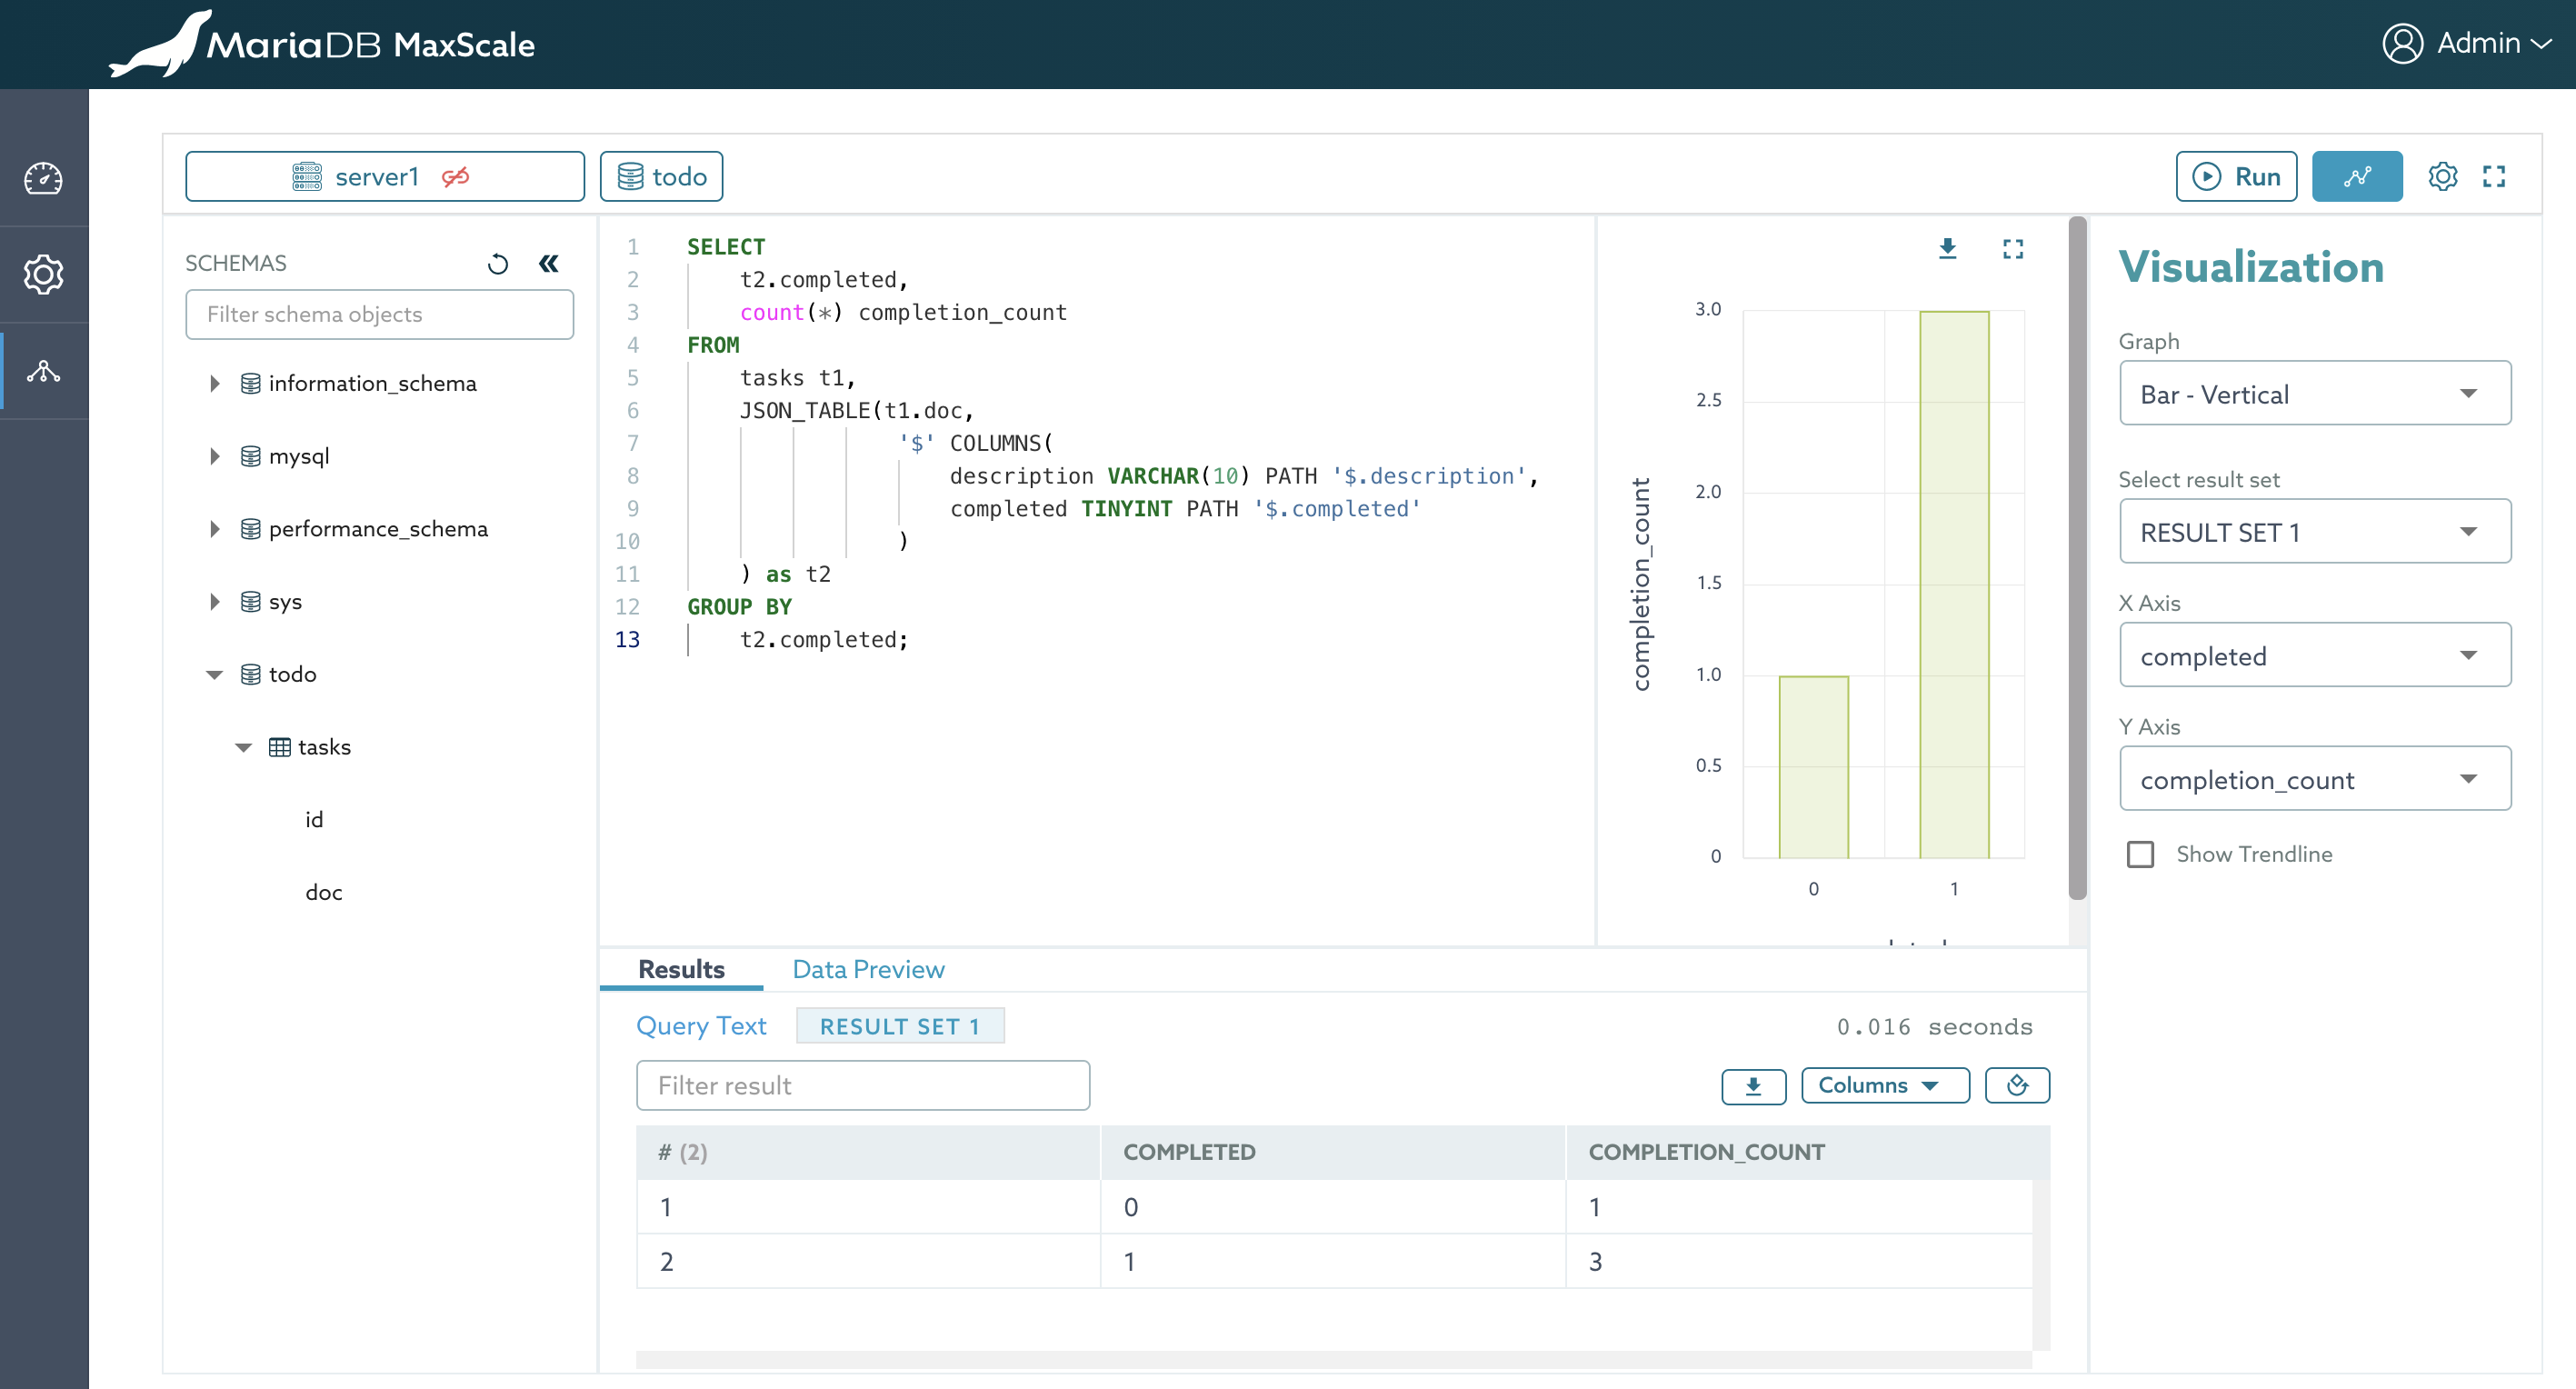 MariaDB MaxScale
Admin
server1
todo
Run
SCHEMAS
Filter schema objects
information_schema
mysql
performance_schema
sys
todo
tasks
id
doc
1 SELECT
2 t2.completed,
3 count(*) completion_count
4 FROM
5 tasks t1,
6 JSON_TABLE(t1.doc,
7 '$' COLUMNS(
8 description VARCHAR(10) PATH '$.description',
9 completed TINYINT PATH '$.completed'
10 )
11 ) as t2
12 GROUP BY
13 t2.completed;
completion_count
3.0
2.5
2.0
1.5
1.0
0.5
0
0 1
Visualization
Graph
Bar - Vertical
Select result set
RESULT SET 1
X Axis
completed
Y Axis
completion_count
Show Trendline
Results Data Preview
Query Text RESULT SET 1 0.016 seconds
Filter result
Columns
# (2) COMPLETED COMPLETION_COUNT
1 0 1
2 1 3